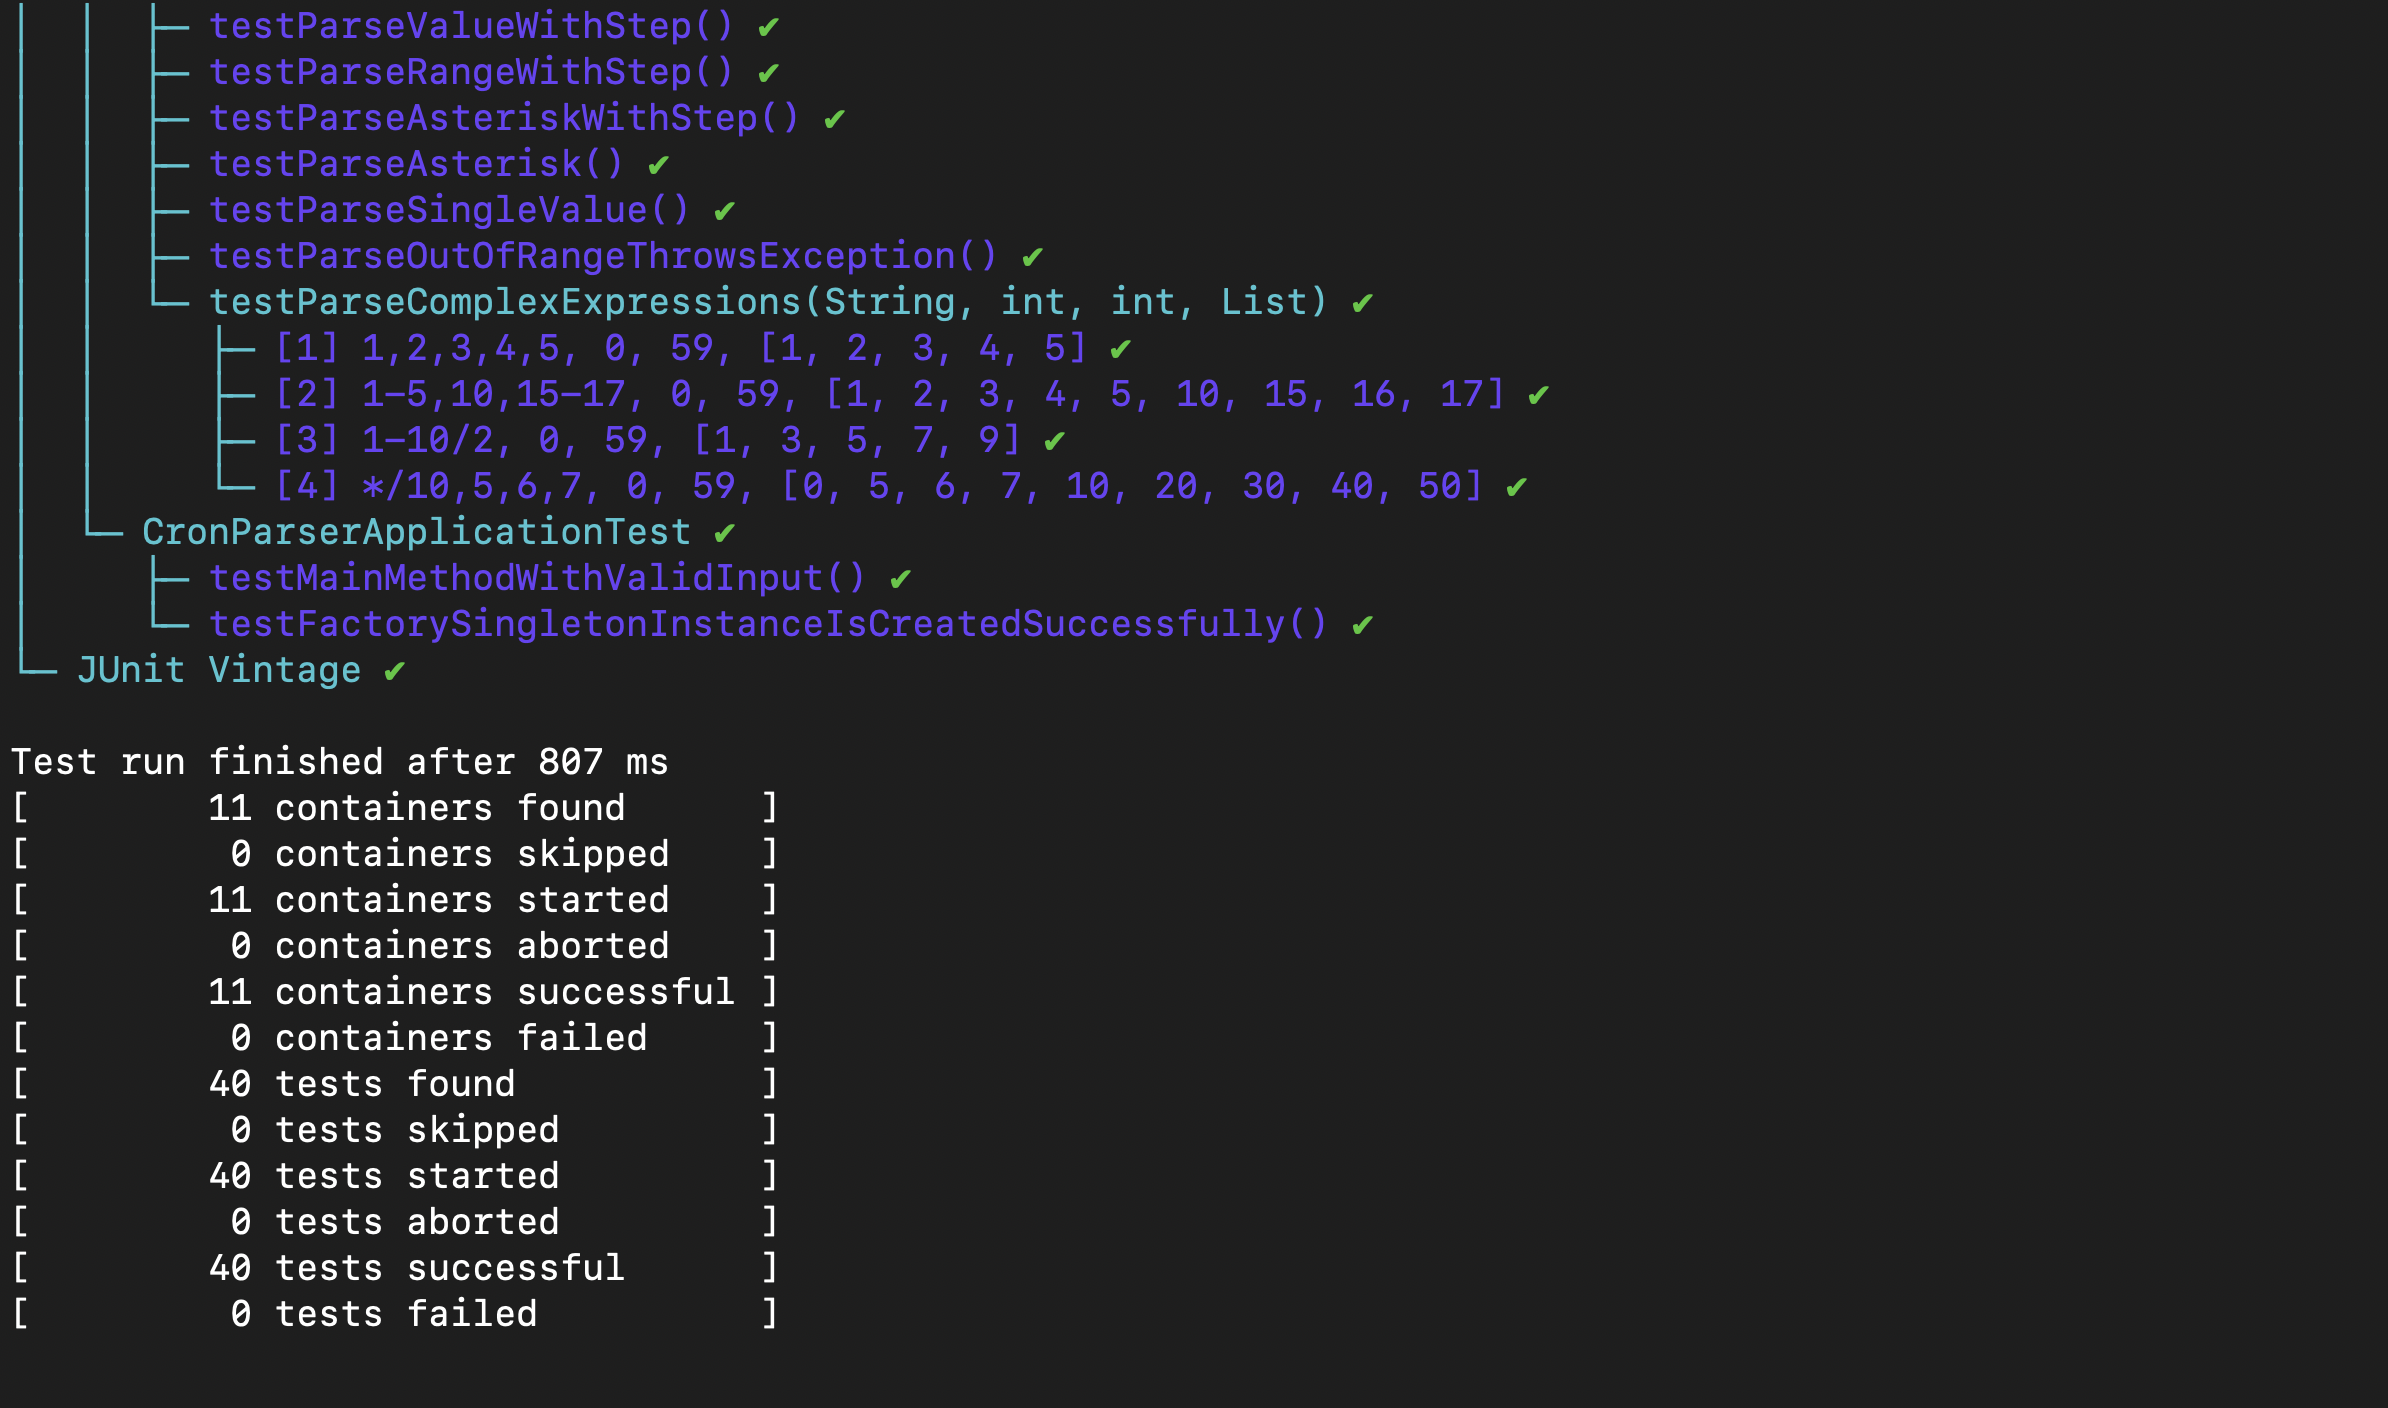 ├─ testParseValueWithStep() ✔
├─ testParseRangeWithStep() ✔
├─ testParseAsteriskWithStep() ✔
├─ testParseAsterisk() ✔
├─ testParseSingleValue() ✔
├─ testParseOutOfRangeThrowsException() ✔
└─ testParseComplexExpressions(String, int, int, List) ✔
├─ [1] 1,2,3,4,5, 0, 59, [1, 2, 3, 4, 5] ✔
├─ [2] 1-5,10,15-17, 0, 59, [1, 2, 3, 4, 5, 10, 15, 16, 17] ✔
├─ [3] 1-10/2, 0, 59, [1, 3, 5, 7, 9] ✔
└─ [4] */10,5,6,7, 0, 59, [0, 5, 6, 7, 10, 20, 30, 40, 50] ✔
└─ CronParserApplicationTest ✔
├─ testMainMethodWithValidInput() ✔
└─ testFactorySingletonInstanceIsCreatedSuccessfully() ✔
└─ JUnit Vintage ✔
Test run finished after 807 ms
[ 11 containers found ]
[ 0 containers skipped ]
[ 11 containers started ]
[ 0 containers aborted ]
[ 11 containers successful ]
[ 0 containers failed ]
[ 40 tests found ]
[ 0 tests skipped ]
[ 40 tests started ]
[ 0 tests aborted ]
[ 40 tests successful ]
[ 0 tests failed ]